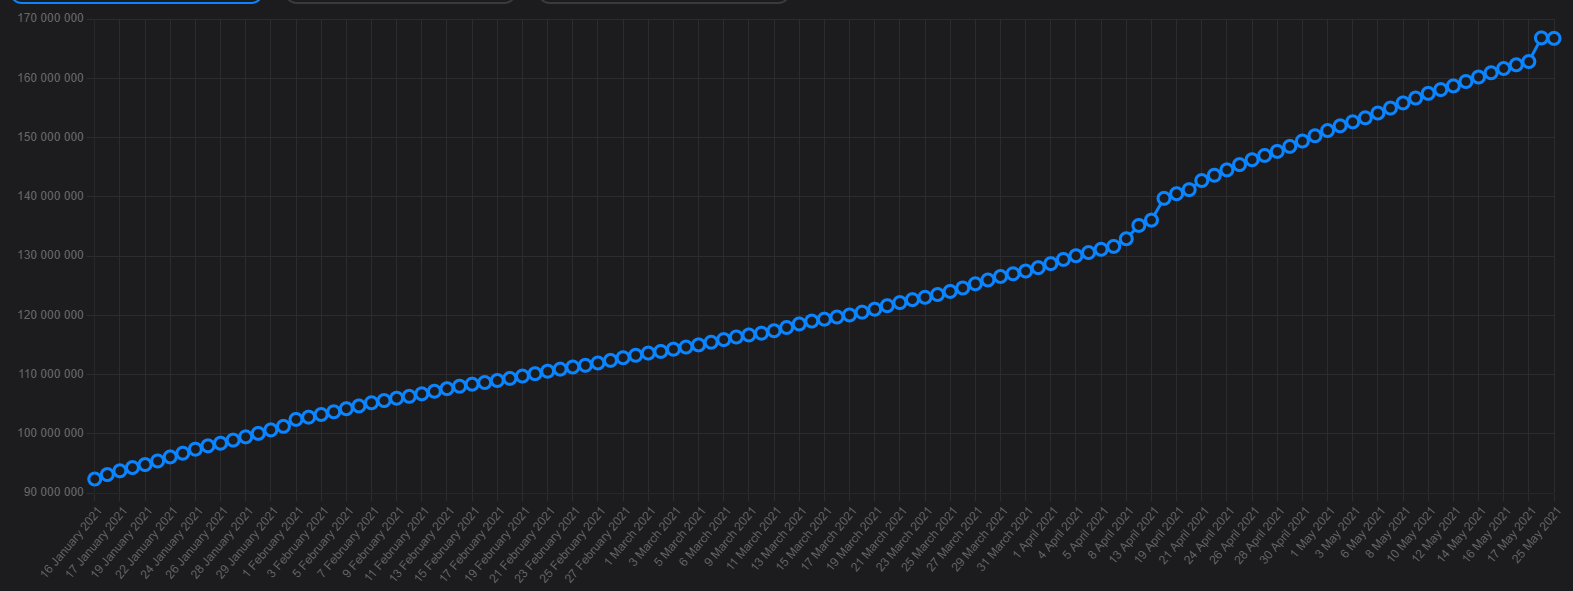 170 000 000
160 000 000
150 000 000
140 000 000
130 000 000
120 000 000
110 000 000
100 000 000
90 000 000
16 January 2021
17 January 2021
19 January 2021
22 January 2021
24 January 2021
26 January 2021
28 January 2021
29 January 2021
1 February 2021
3 February 2021
5 February 2021
7 February 2021
9 February 2021
11 February 2021
13 February 2021
15 February 2021
17 February 2021
19 February 2021
21 February 2021
23 February 2021
25 February 2021
27 February 2021
1 March 2021
3 March 2021
5 March 2021
6 March 2021
9 March 2021
11 March 2021
13 March 2021
15 March 2021
17 March 2021
19 March 2021
21 March 2021
23 March 2021
25 March 2021
27 March 2021
29 March 2021
31 March 2021
1 April 2021
4 April 2021
5 April 2021
8 April 2021
13 April 2021
19 April 2021
22 April 2021
24 April 2021
26 April 2021
28 April 2021
30 April 2021
1 May 2021
3 May 2021
6 May 2021
8 May 2021
10 May 2021
12 May 2021
14 May 2021
16 May 2021
17 May 2021
25 May 2021